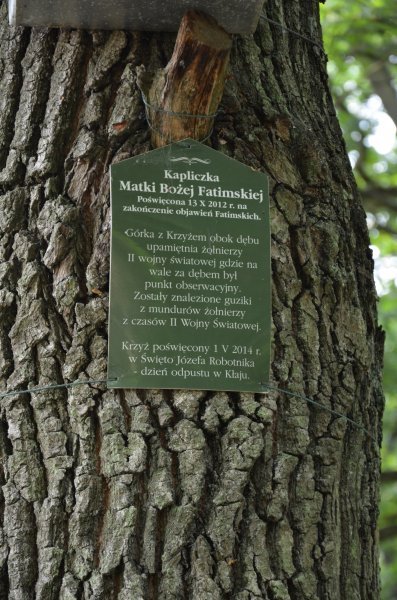 Kapliczka
Matki Bożej Fatimskiej
Poświęcona 13 X 2012 r. na
zakończenie objawień Fatimskich.
Górka z Krzyżem obok dębu
upamiętnia żołnierzy
II wojny światowej gdzie na
wale za dębem był
punkt obserwacyjny.
Zostały znalezione guziki
z mundurów żołnierzy
z czasów II Wojny Światowej.
Krzyż poświęcony 1 V 2014 r.
w Święto Józefa Robotnika
- dzień odpustu w Kłaju.